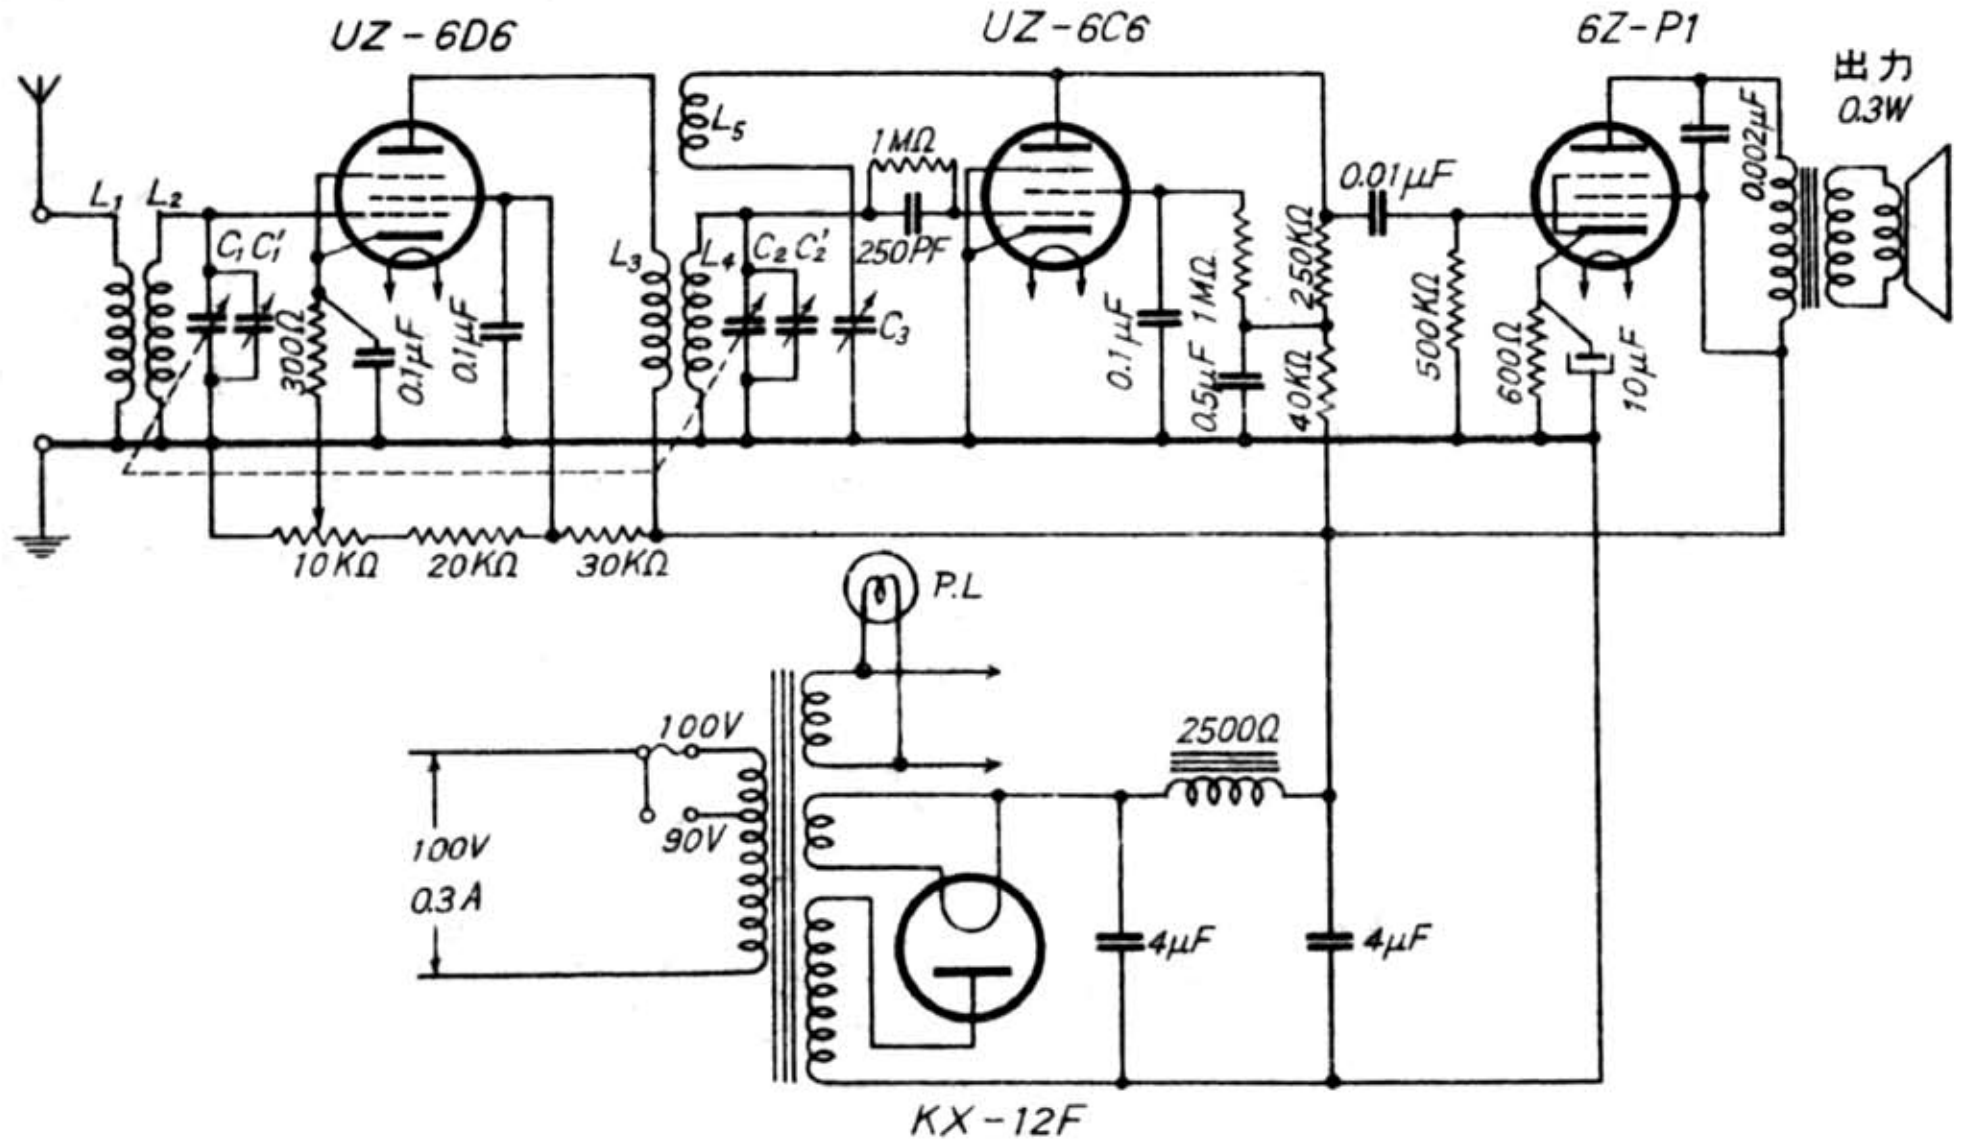 UZ-6D6
UZ-6C6
6Z-P1
出力
0.3W
L₁
L₂
C₁
C₁'
300Ω
0.1μF
0.1μF
L₃
L₄
L₅
C₂
C₂'
C₃
1MΩ
250PF
0.1μF
1MΩ
0.5μF
250KΩ
40KΩ
0.01μF
500KΩ
600Ω
10μF
0.002μF
10KΩ
20KΩ
30KΩ
P.L
100V
90V
100V
0.3A
2500Ω
4μF
4μF
KX-12F